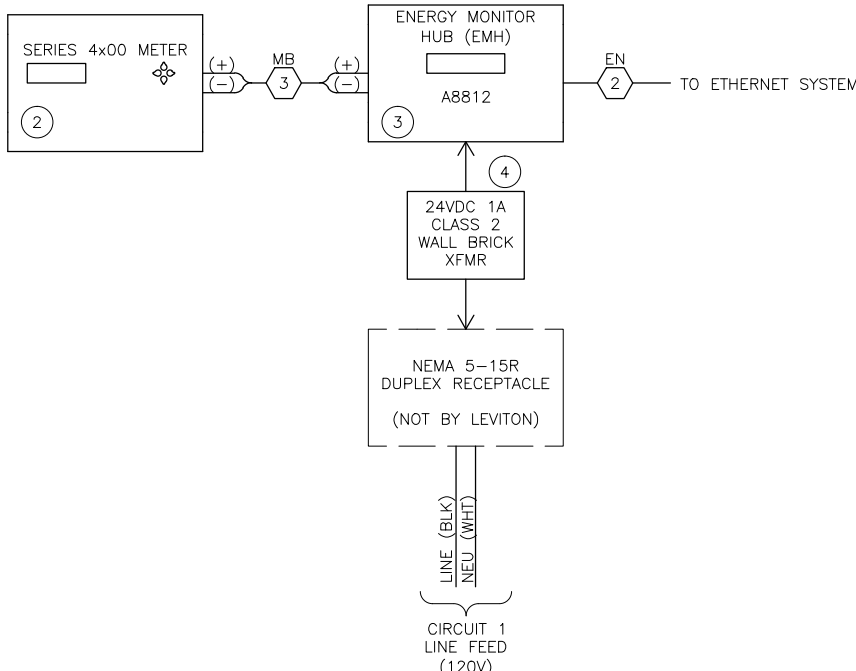 SERIES 4x00 METER
2
(+)
(-)
MB
3
(+)
(-)
ENERGY MONITOR
HUB (EMH)
A8812
3
EN
2
TO ETHERNET SYSTEM
4
24VDC 1A
CLASS 2
WALL BRICK
XFMR
NEMA 5-15R
DUPLEX RECEPTACLE
(NOT BY LEVITON)
LINE (BLK)
NEU (WHT)
CIRCUIT 1
LINE FEED
(120V)